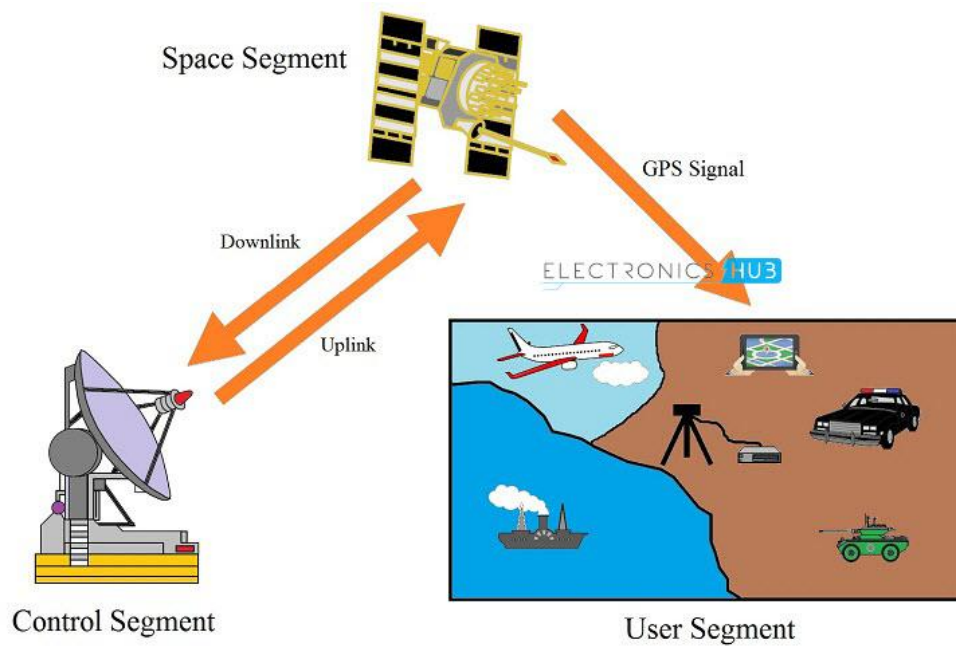 Space Segment
GPS Signal
Downlink
ELECTRONICS HUB
Uplink
Control Segment
User Segment